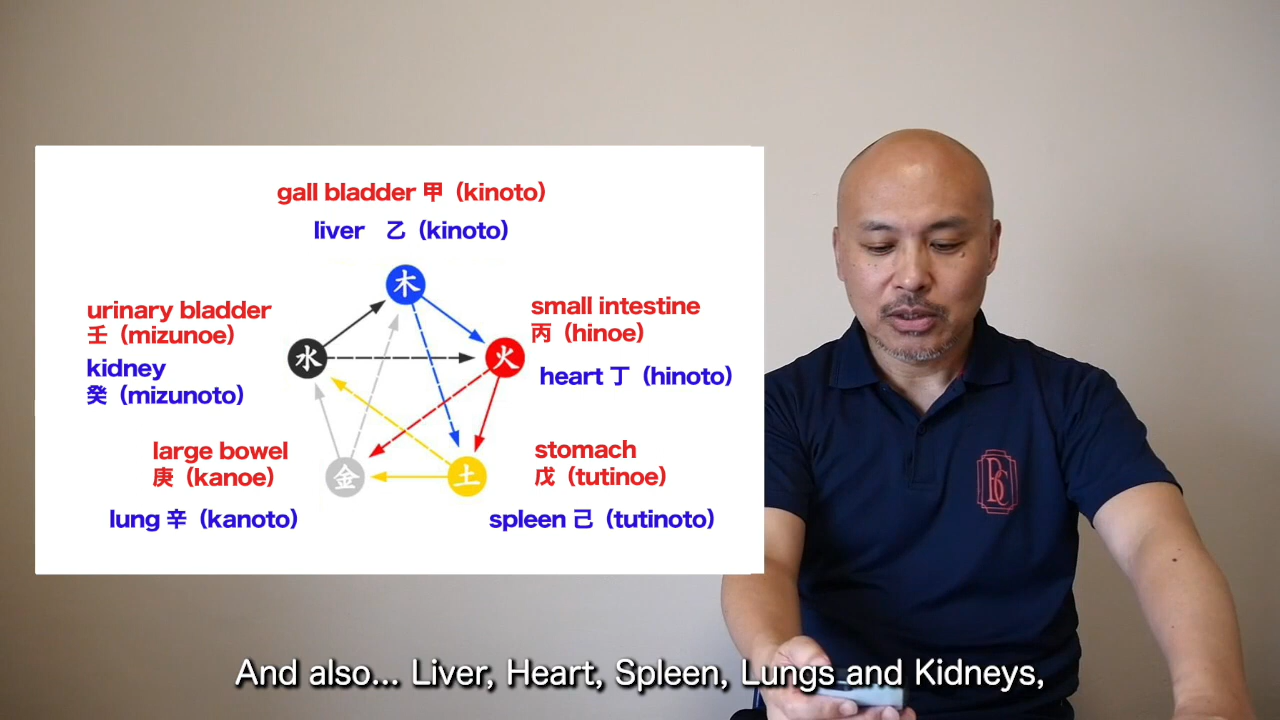 gall bladder 甲（kinoto）
liver 乙（kinoto）
木
urinary bladder
壬（mizunoe）
small intestine
丙（hinoe）
水
火
kidney
癸（mizunoto）
heart 丁（hinoto）
large bowel
庚（kanoe）
stomach
戊（tutinoe）
金
土
lung 辛（kanoto）
spleen 己（tutinoto）
BC
And also... Liver, Heart, Spleen, Lungs and Kidneys,